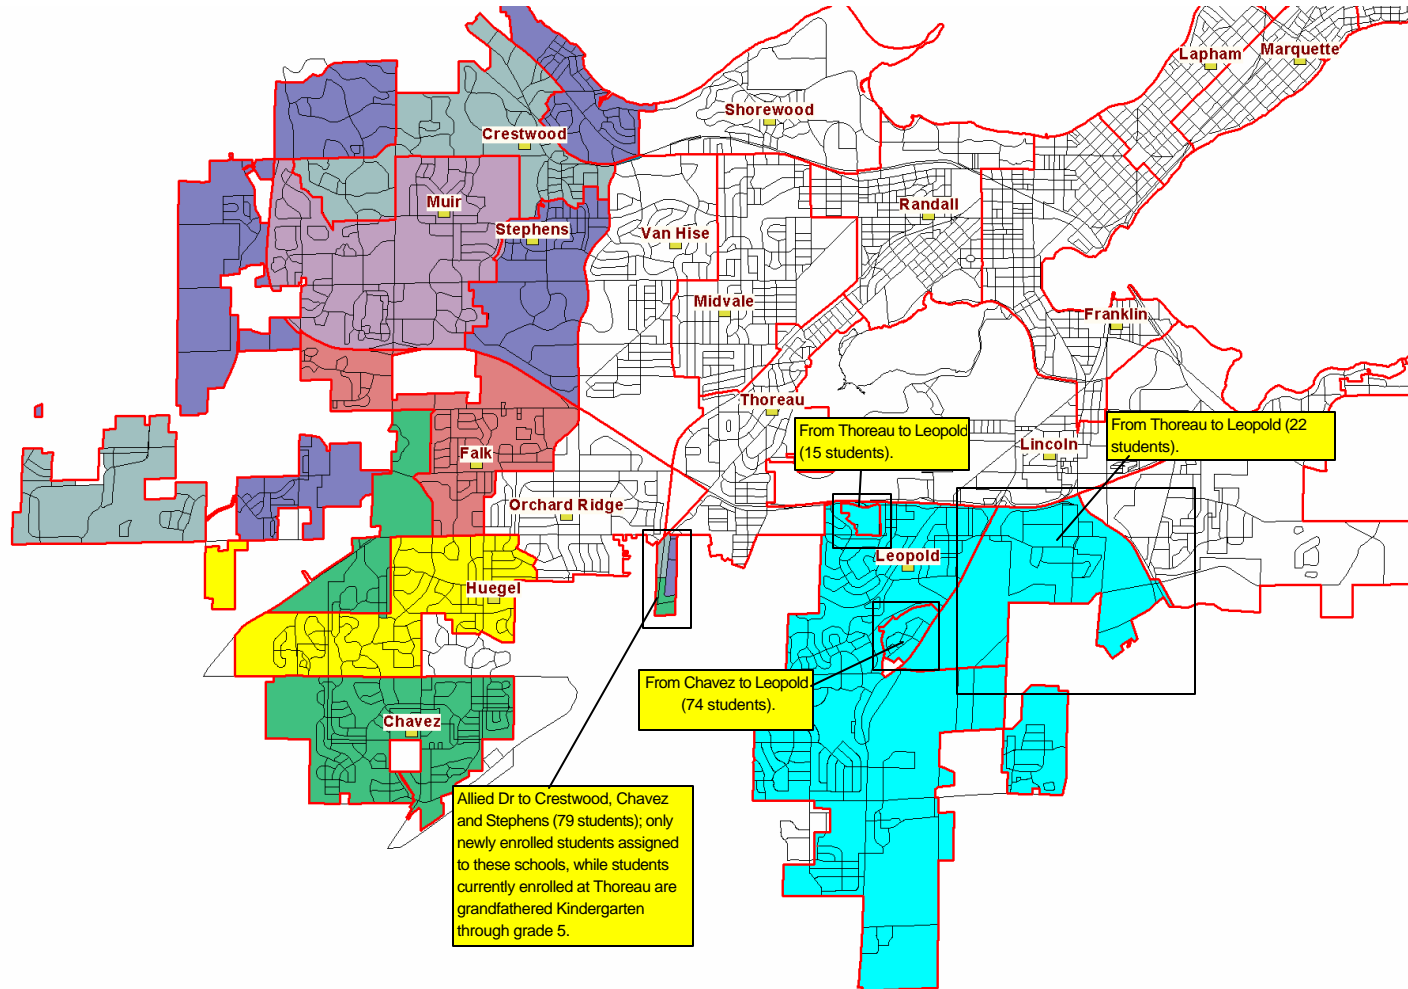 Lapham
Marquette
Shorewood
Crestwood
Muir
Randall
Stephens
Van Hise
Midvale
Franklin
Thoreau
From Thoreau to Leopold
(15 students).
From Thoreau to Leopold (22
students).
Lincoln
Falk
Orchard Ridge
Leopold
Huegel
From Chavez to Leopold
(74 students).
Chavez
Allied Dr to Crestwood, Chavez
and Stephens (79 students); only
newly enrolled students assigned
to these schools, while students
currently enrolled at Thoreau are
grandfathered Kindergarten
through grade 5.